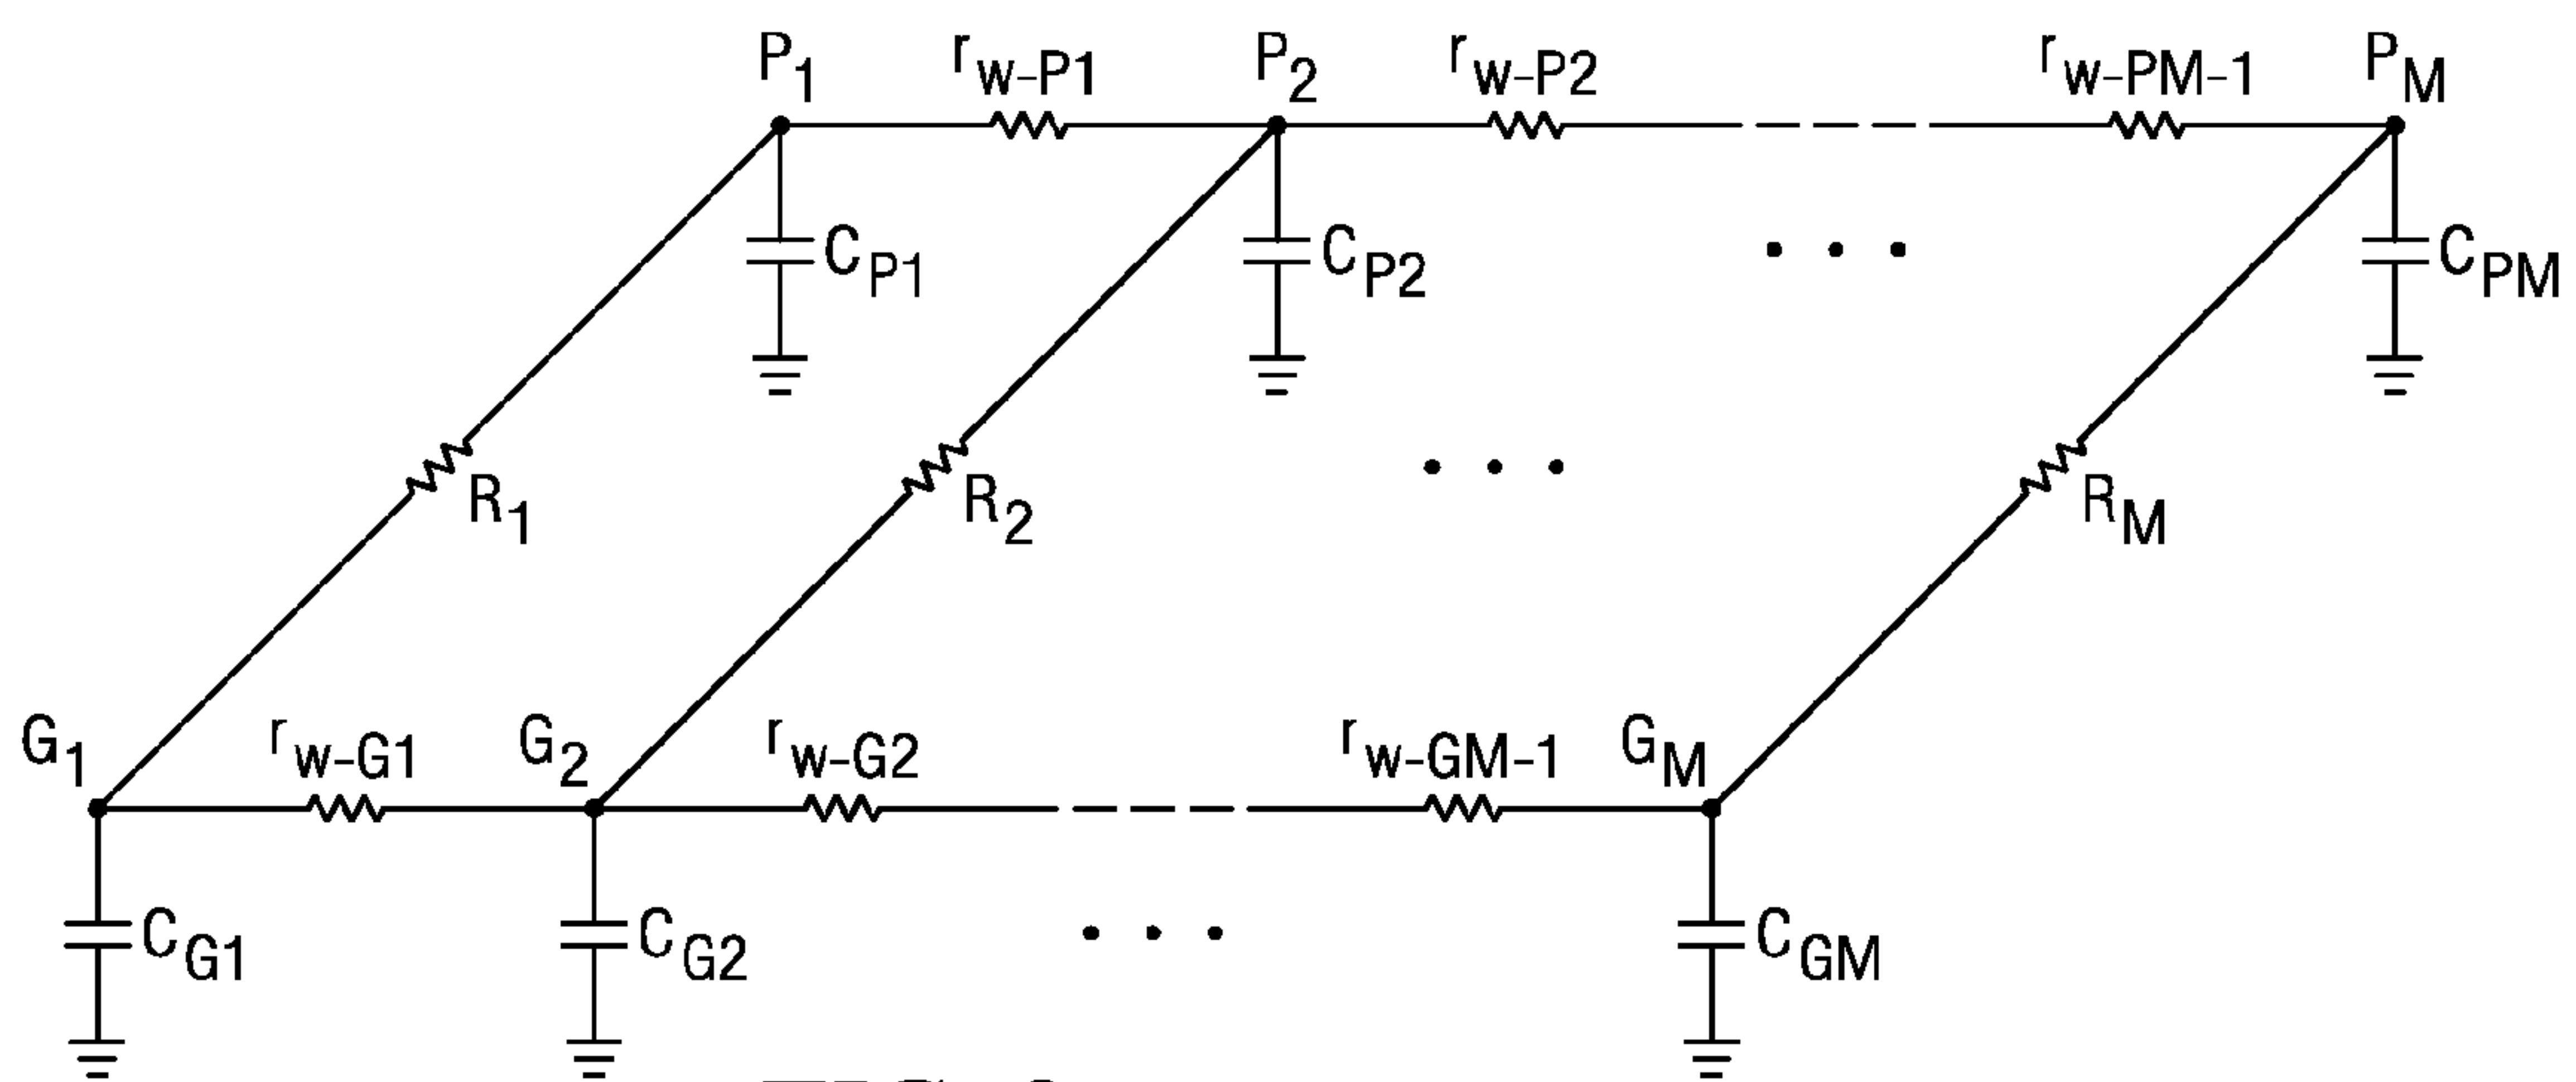 P1 rw-P1 P2 rw-P2 rw-PM-1 PM
CP1 CP2 CPM
R1 R2 RM
G1 rw-G1 G2 rw-G2 rw-GM-1 GM
CG1 CG2 CGM